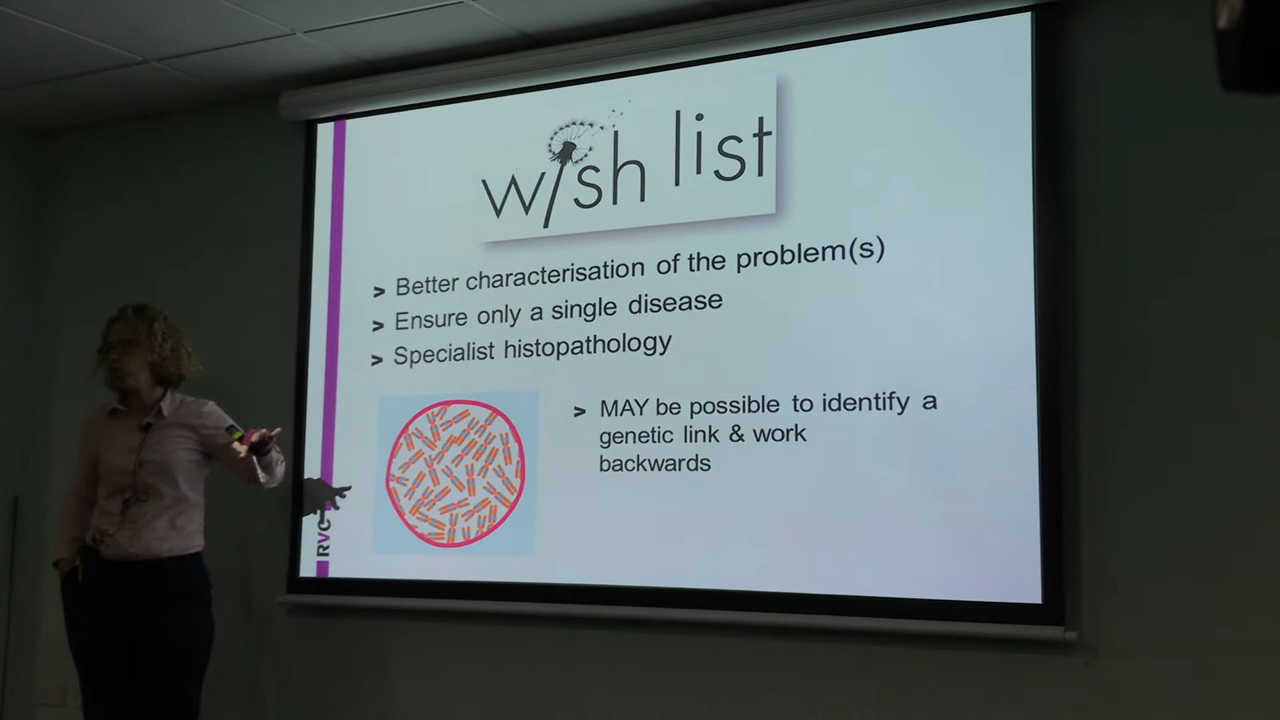 wish list
> Better characterisation of the problem(s)
> Ensure only a single disease
> Specialist histopathology
> MAY be possible to identify a
genetic link & work
backwards
RVC